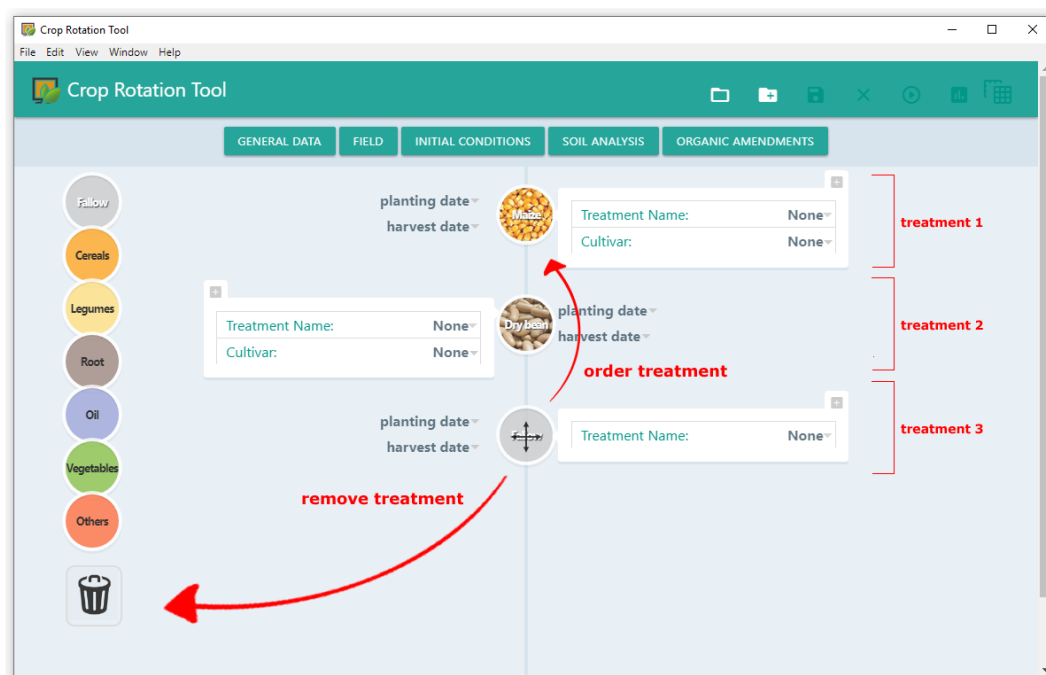 Crop Rotation Tool
File Edit View Window Help
Crop Rotation Tool
GENERAL DATA FIELD INITIAL CONDITIONS SOIL ANALYSIS ORGANIC AMENDMENTS
Fallow
Cereals
Legumes
Root
Oil
Vegetables
Others
planting date
harvest date
Maize
Treatment Name: None
Cultivar: None
treatment 1
Treatment Name: None
Cultivar: None
Dry bean
planting date
harvest date
treatment 2
order treatment
planting date
harvest date
Fallow
Treatment Name: None
treatment 3
remove treatment